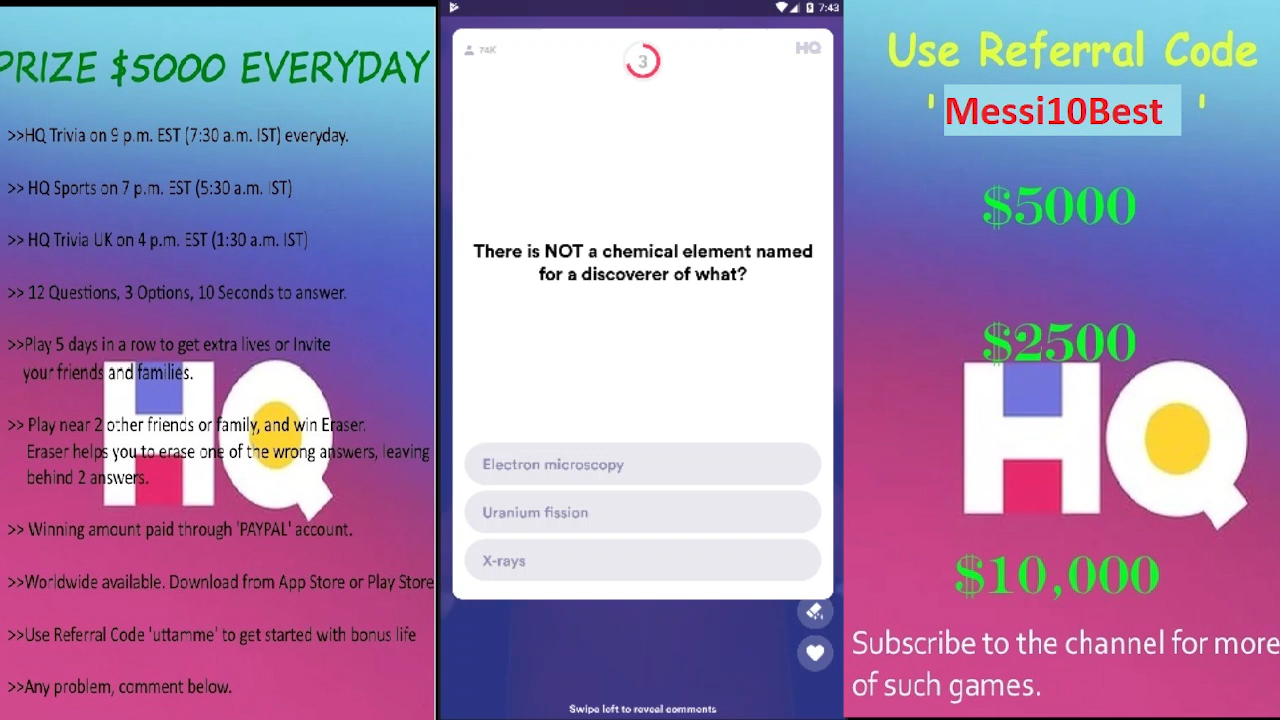 PRIZE $5000 EVERYDAY
>>HQ Trivia on 9 p.m. EST (7:30 a.m. IST) everyday.
>> HQ Sports on 7 p.m. EST (5:30 a.m. IST)
>> HQ Trivia UK on 4 p.m. EST (1:30 a.m. IST)
>> 12 Questions, 3 Options, 10 Seconds to answer.
>>Play 5 days in a row to get extra lives or Invite
your friends and families.
>> Play near 2 other friends or family, and win Eraser.
Eraser helps you to erase one of the wrong answers, leaving
behind 2 answers.
HQ
>> Winning amount paid through 'PAYPAL' account.
>>Worldwide available. Download from App Store or Play Store
>>Use Referral Code 'uttamme' to get started with bonus life
>>Any problem, comment below.
7:43
74K
3
HQ
There is NOT a chemical element named
for a discoverer of what?
Electron microscopy
Uranium fission
X-rays
Swipe left to reveal comments
Use Referral Code
' Messi10Best '
$5000
$2500
HQ
$10,000
Subscribe to the channel for more
of such games.